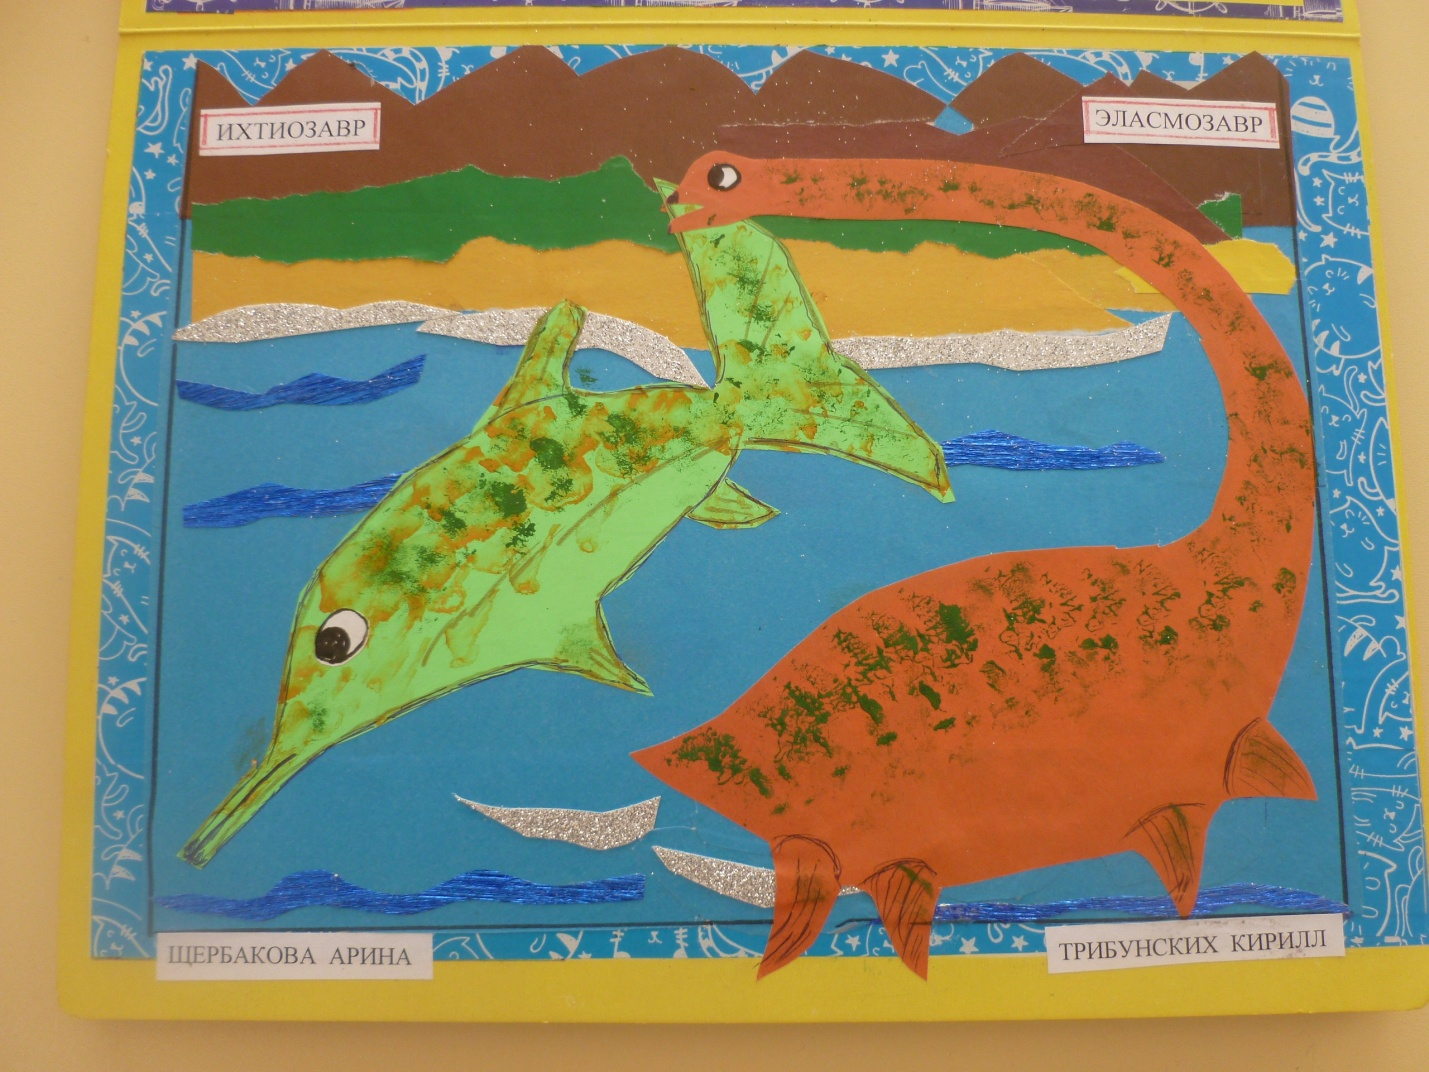 ИХТИОЗАВР
ЭЛАСМОЗАВР
ЩЕРБАКОВА АРИНА
ТРИБУНСКИХ КИРИЛЛ